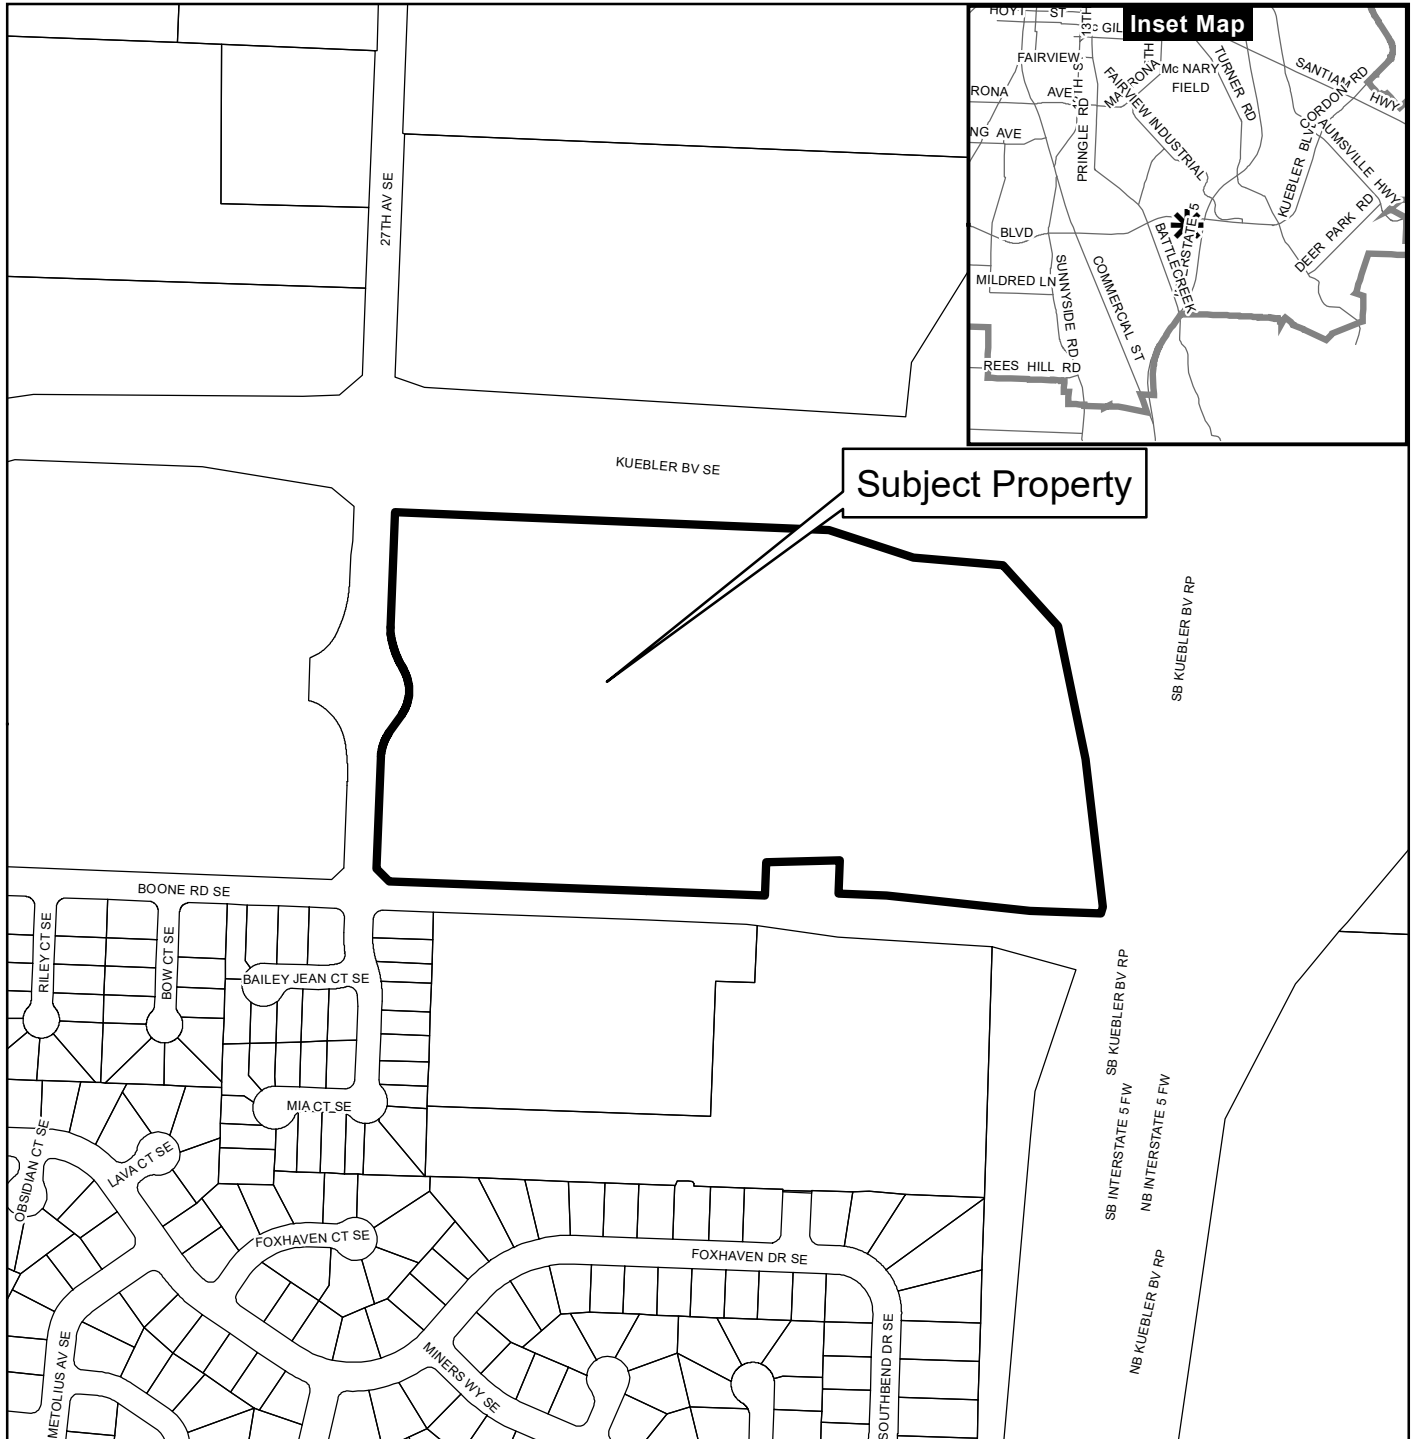 Inset Map
HOYT ST
13TH
GIL
FAIRVIEW
Mc NARY
FIELD
TURNER RD
SANTIAM
HWY
CORDON RD
RONA AVE
MADRONA
FAIRVIEW INDUSTRIAL
PRINGLE RD
NG AVE
KUEBLER BLVD
AUMSVILLE HWY
DEER PARK RD
BLVD
BATTLECREEK
ERSTATE 5
MILDRED LN
SUNNYSIDE RD
COMMERCIAL ST
REES HILL RD
27TH AV SE
KUEBLER BV SE
Subject Property
SB KUEBLER BV RP
BOONE RD SE
RILEY CT SE
BOW CT SE
BAILEY JEAN CT SE
MIA CT SE
SB KUEBLER BV RP
SB INTERSTATE 5 FW
NB INTERSTATE 5 FW
OBSIDIAN CT SE
LAVA CT SE
FOXHAVEN CT SE
FOXHAVEN DR SE
NB KUEBLER BV RP
METOLIUS AV SE
MINERS WY SE
SOUTHBEND DR SE